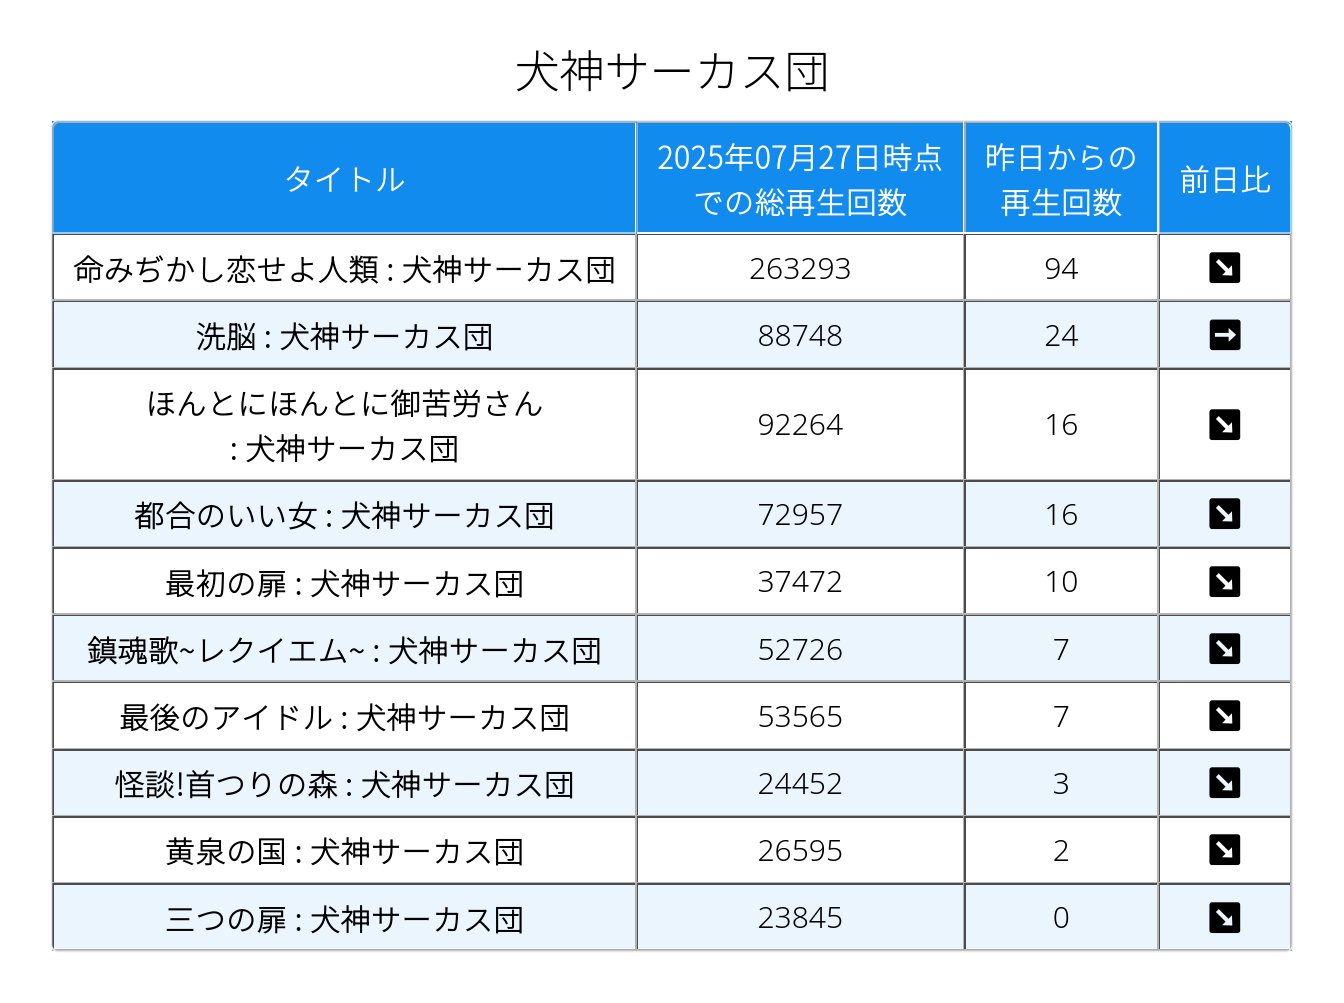 犬神サーカス団
タイトル
2025年07月27日時点
での総再生回数
昨日からの
再生回数
前日比
命みぢかし恋せよ人類 : 犬神サーカス団 263293 94 ↘
洗脳 : 犬神サーカス団 88748 24 →
ほんとにほんとに御苦労さん
: 犬神サーカス団 92264 16 ↘
都合のいい女 : 犬神サーカス団 72957 16 ↘
最初の扉 : 犬神サーカス団 37472 10 ↘
鎮魂歌~レクイエム~ : 犬神サーカス団 52726 7 ↘
最後のアイドル : 犬神サーカス団 53565 7 ↘
怪談!首つりの森 : 犬神サーカス団 24452 3 ↘
黄泉の国 : 犬神サーカス団 26595 2 ↘
三つの扉 : 犬神サーカス団 23845 0 ↘